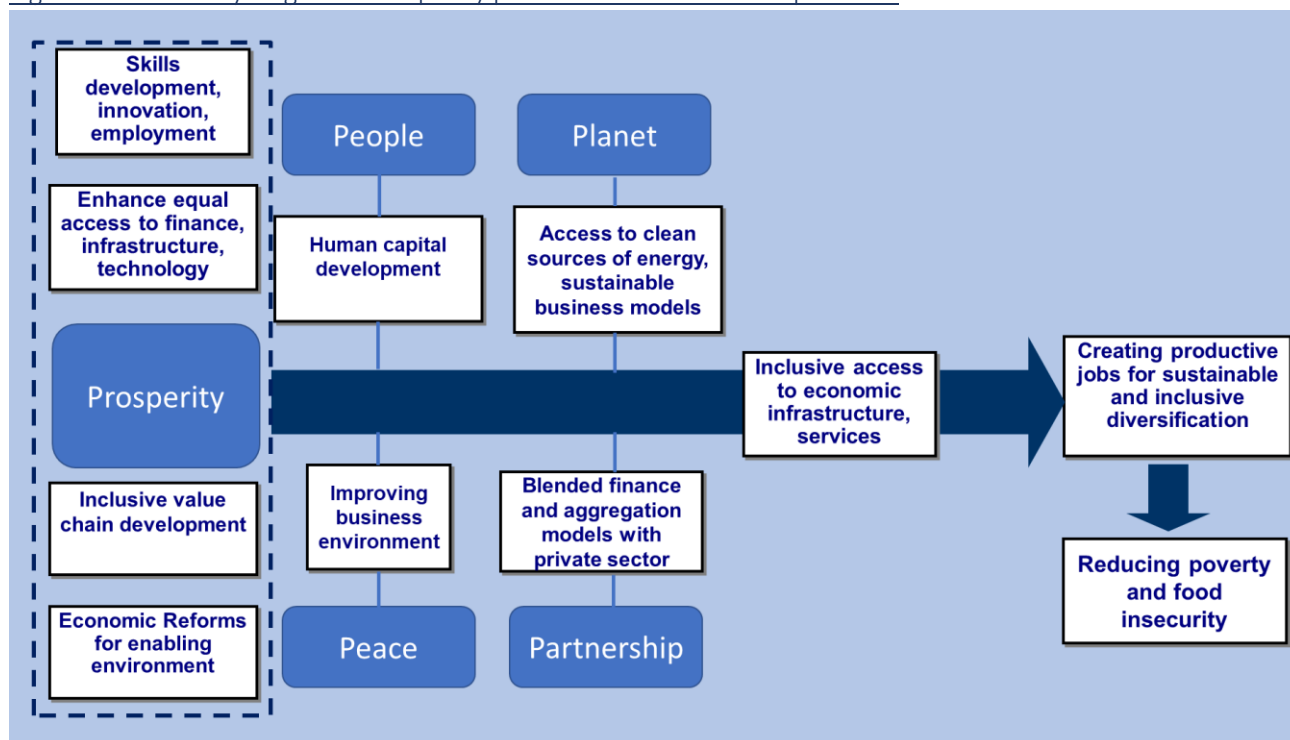 Skills
development,
innovation,
employment
Enhance equal
access to finance,
infrastructure,
technology
Prosperity
Inclusive value
chain development
Economic Reforms
for enabling
environment
People
Human capital
development
Improving
business
environment
Peace
Planet
Access to clean
sources of energy,
sustainable
business models
Blended finance
and aggregation
models with
private sector
Partnership
Inclusive access
to economic
infrastructure,
services
Creating productive
jobs for sustainable
and inclusive
diversification
Reducing poverty
and food
insecurity